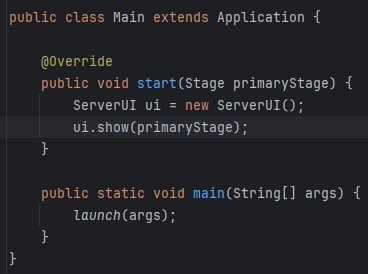 public class Main extends Application {
@Override
public void start(Stage primaryStage) {
ServerUI ui = new ServerUI();
ui.show(primaryStage);
}
public static void main(String[] args) {
launch(args);
}
}